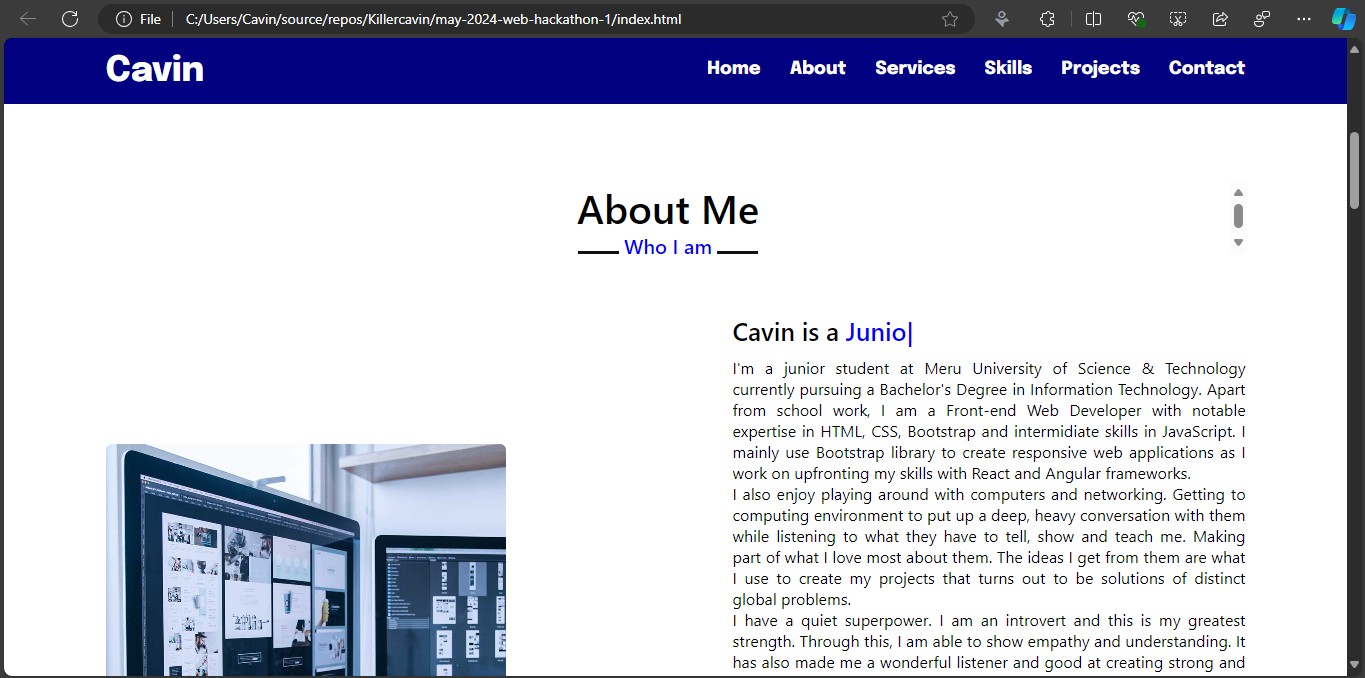 File
C:/Users/Cavin/source/repos/Killercavin/may-2024-web-hackathon-1/index.html
Cavin
Home About Services Skills Projects Contact
About Me
Who I am
Cavin is a Junio|
I'm a junior student at Meru University of Science & Technology
currently pursuing a Bachelor's Degree in Information Technology. Apart
from school work, I am a Front-end Web Developer with notable
expertise in HTML, CSS, Bootstrap and intermidiate skills in JavaScript. I
mainly use Bootstrap library to create responsive web applications as I
work on upfronting my skills with React and Angular frameworks.
I also enjoy playing around with computers and networking. Getting to
computing environment to put up a deep, heavy conversation with them
while listening to what they have to tell, show and teach me. Making
part of what I love most about them. The ideas I get from them are what
I use to create my projects that turns out to be solutions of distinct
global problems.
I have a quiet superpower. I am an introvert and this is my greatest
strength. Through this, I am able to show empathy and understanding. It
has also made me a wonderful listener and good at creating strong and